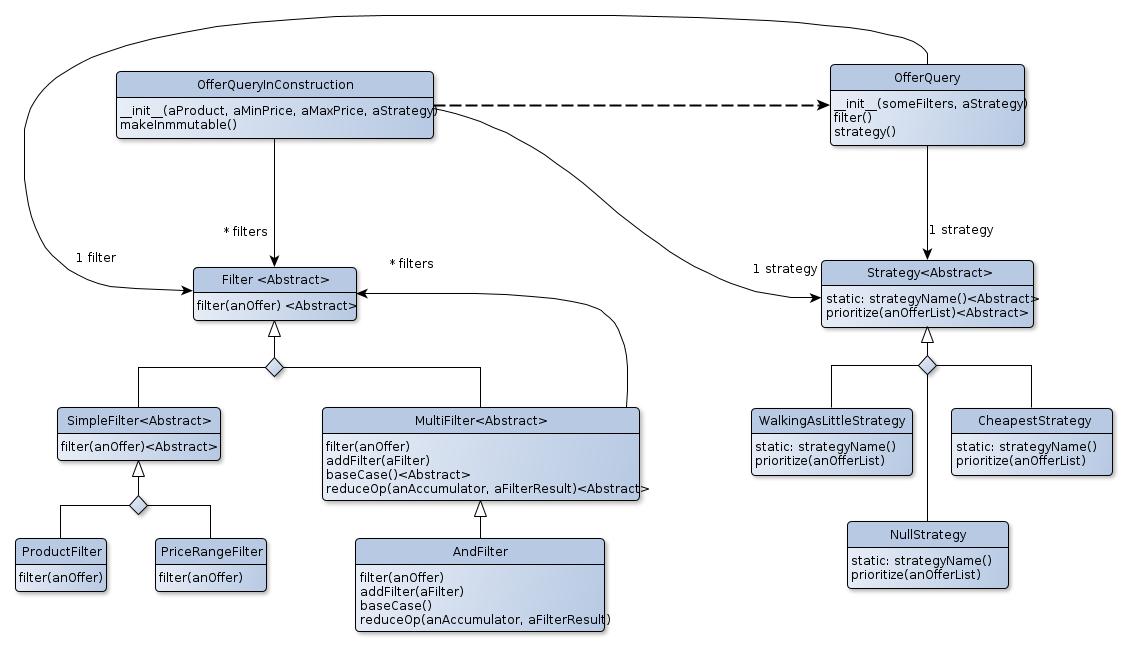 OfferQueryInConstruction
__init__(aProduct, aMinPrice, aMaxPrice, aStrategy)
makeInmmutable()
OfferQuery
__init__(someFilters, aStrategy)
filter()
strategy()
* filters
1 strategy
1 filter
* filters
1 strategy
Filter <Abstract>
filter(anOffer) <Abstract>
Strategy<Abstract>
static: strategyName()<Abstract>
prioritize(anOfferList)<Abstract>
SimpleFilter<Abstract>
filter(anOffer)<Abstract>
MultiFilter<Abstract>
filter(anOffer)
addFilter(aFilter)
baseCase()<Abstract>
reduceOp(anAccumulator, aFilterResult)<Abstract>
WalkingAsLittleStrategy
static: strategyName()
prioritize(anOfferList)
CheapestStrategy
static: strategyName()
prioritize(anOfferList)
ProductFilter
filter(anOffer)
PriceRangeFilter
filter(anOffer)
AndFilter
filter(anOffer)
addFilter(aFilter)
baseCase()
reduceOp(anAccumulator, aFilterResult)
NullStrategy
static: strategyName()
prioritize(anOfferList)